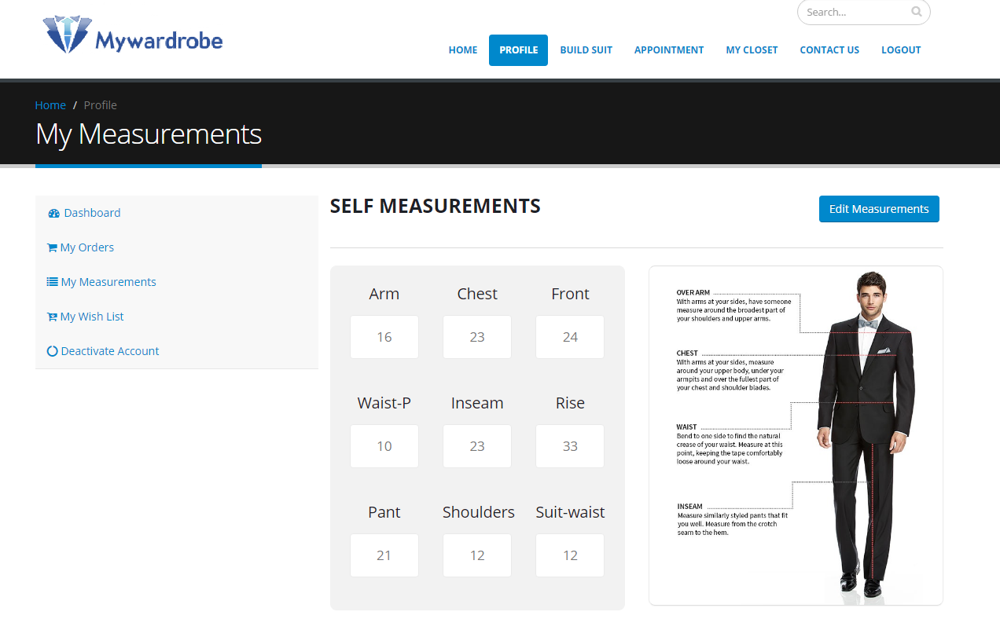 Search...
Mywardrobe
HOME PROFILE BUILD SUIT APPOINTMENT MY CLOSET CONTACT US LOGOUT
Home / Profile
My Measurements
Dashboard
My Orders
My Measurements
My Wish List
Deactivate Account
SELF MEASUREMENTS
Edit Measurements
Arm Chest Front
16 23 24
Waist-P Inseam Rise
10 23 33
Pant Shoulders Suit-waist
21 12 12
OVER ARM
With arms at your sides, have someone
measure around the broadest part of
your shoulders and upper arms.
CHEST
With arms at your sides, measure
around your upper body, under your
armpits and over the fullest part of
your chest and shoulder blades.
WAIST
Bend to one side to find the natural
crease of your waist. Measure at this
point, keeping the tape comfortably
loose around your waist.
INSEAM
Measure similarly styled pants that fit
you well. Measure from the crotch
seam to the hem.